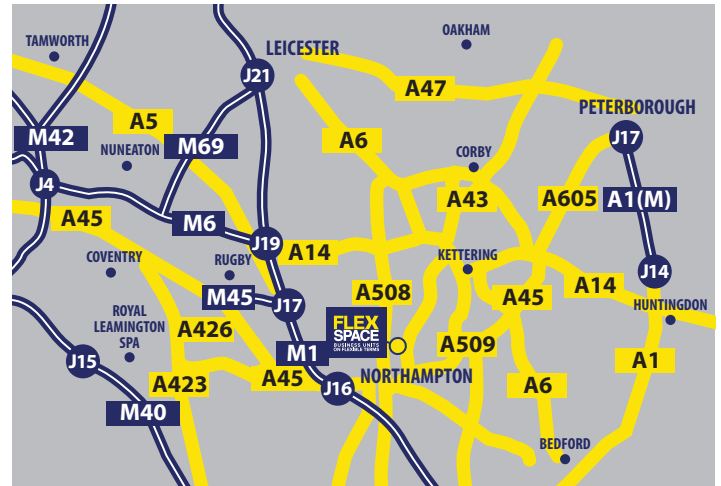 OAKHAM
TAMWORTH
LEICESTER
J21
A47
PETERBOROUGH
A5
M42
A6
J17
NUNEATON
M69
CORBY
J4
A43
A605
A1(M)
A45
M6
J19
A14
COVENTRY
RUGBY
KETTERING
J14
M45
J17
A508
A45
A14
HUNTINGDON
ROYAL
LEAMINGTON
SPA
A426
FLEX
SPACE
BUSINESS UNITS
ON FLEXIBLE TERMS
A509
M1
J15
A423
A45
J16
NORTHAMPTON
A6
A1
M40
BEDFORD